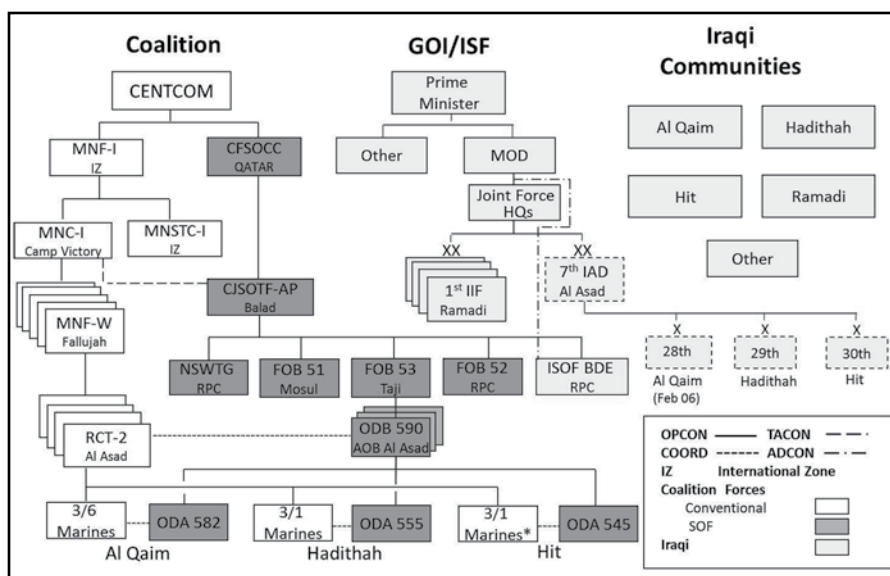 Coalition
GOI/ISF
Iraqi
Communities
CENTCOM
MNF-I
IZ
CFSOCC
QATAR
MNC-I
Camp Victory
MNSTC-I
IZ
CJSOTF-AP
Balad
MNF-W
Fallujah
NSWTG
RPC
FOB 51
Mosul
FOB 53
Taji
FOB 52
RPC
ISOF BDE
RPC
RCT-2
Al Asad
ODB 590
AOB Al Asad
3/6
Marines
ODA 582
3/1
Marines
ODA 555
3/1
Marines*
ODA 545
Al Qaim
Hadithah
Hit
Prime
Minister
Other
MOD
Joint Force
HQs
XX
1st IIF
Ramadi
XX
7th IAD
Al Asad
X
28th
Al Qaim
(Feb 06)
X
29th
Hadithah
X
30th
Hit
Al Qaim
Hadithah
Hit
Ramadi
Other
OPCON TACON
COORD ADCON
IZ International Zone
Coalition Forces
Conventional
SOF
Iraqi